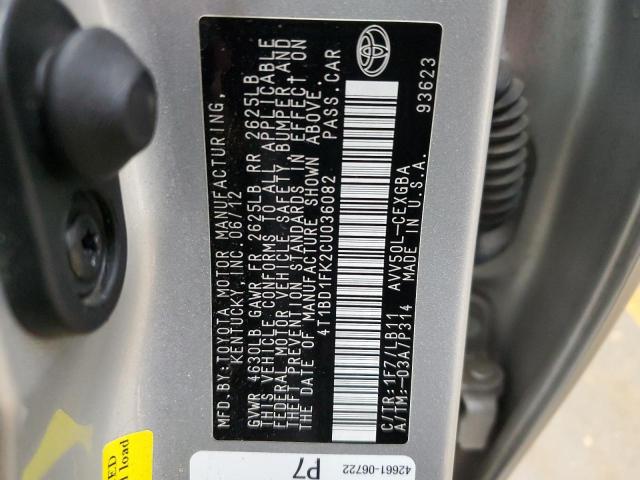 MFD.BY:TOYOTA MOTOR MANUFACTURING,
KENTUCKY, INC. 06/12
GVWR 4630LB GAWR FR 2625LB RR 2625LB
THIS VEHICLE CONFORMS TO ALL APPLICABLE
FEDERAL MOTOR VEHICLE SAFETY, BUMPER, AND
THEFT PREVENTION STANDARDS IN EFFECT ON
THE DATE OF MANUFACTURE SHOWN ABOVE.
4T1BD1FK2CU036082 PASS.CAR
C/TR:1F7/LB11 AVV50L-CEXGBA
A/TM:-03A7P314 MADE IN U.S.A. 93623
42661-06722
P7
load